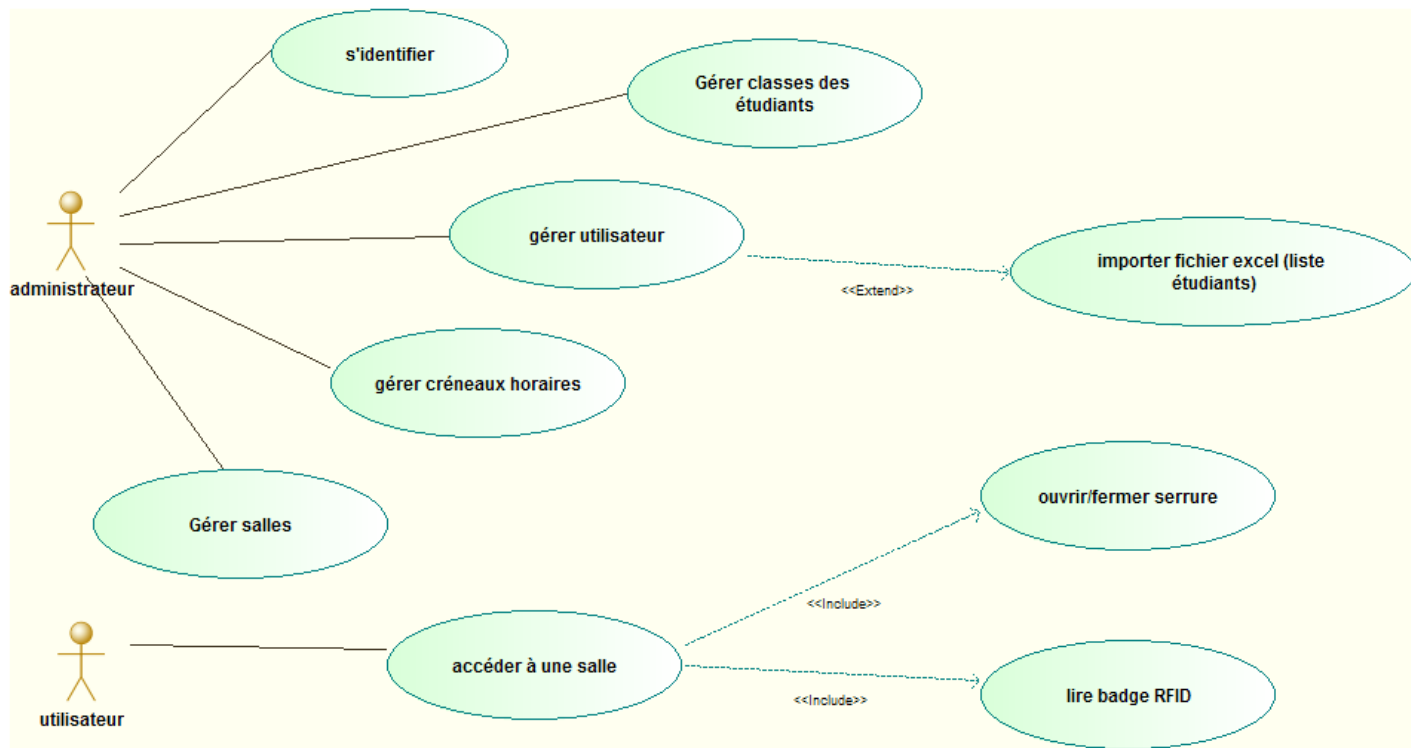 s'identifier
Gérer classes des
étudiants
gérer utilisateur
importer fichier excel (liste
étudiants)
<<Extend>>
administrateur
gérer créneaux horaires
ouvrir/fermer serrure
Gérer salles
<<Include>>
accéder à une salle
lire badge RFID
<<Include>>
utilisateur